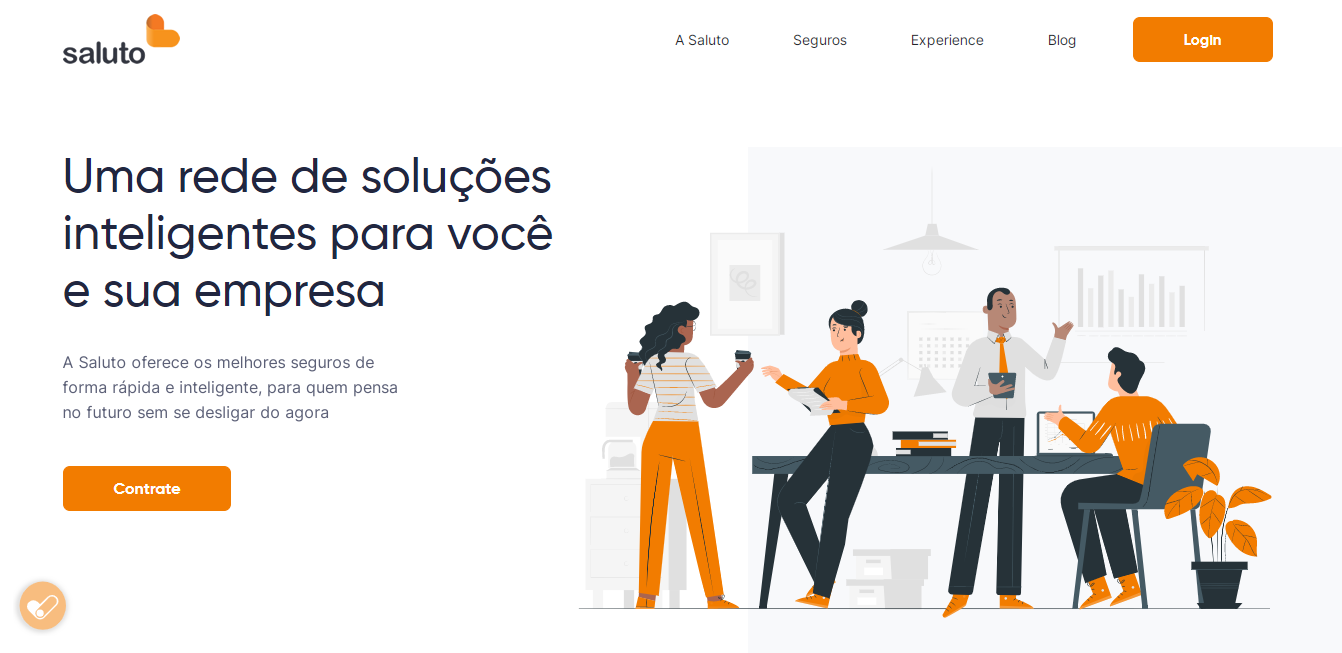 saluto
A Saluto
Seguros
Experience
Blog
Login
Uma rede de soluções
inteligentes para você
e sua empresa
A Saluto oferece os melhores seguros de
forma rápida e inteligente, para quem pensa
no futuro sem se desligar do agora
Contrate